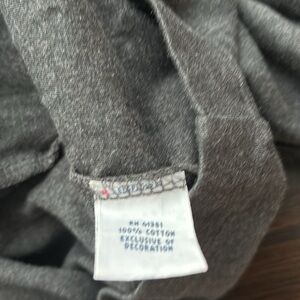 RN 41381
100% COTTON
EXCLUSIVE OF
DECORATION